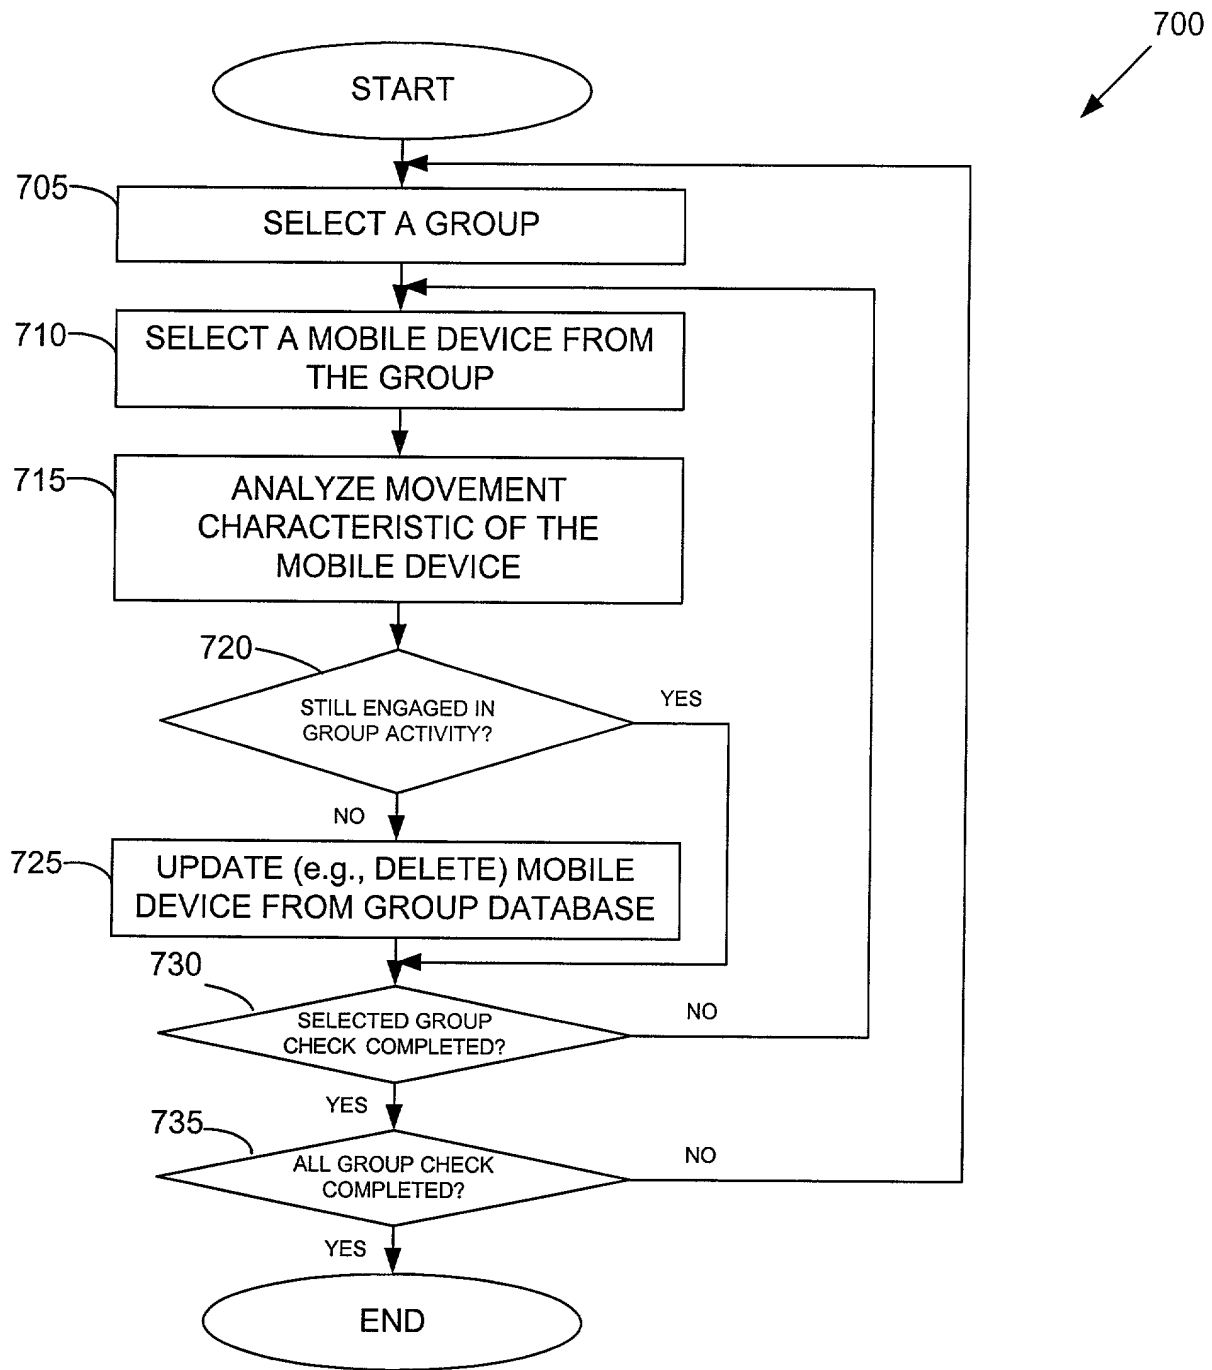 700
START
705
SELECT A GROUP
710
SELECT A MOBILE DEVICE FROM
THE GROUP
715
ANALYZE MOVEMENT
CHARACTERISTIC OF THE
MOBILE DEVICE
720
STILL ENGAGED IN
GROUP ACTIVITY?
YES
NO
725
UPDATE (e.g., DELETE) MOBILE
DEVICE FROM GROUP DATABASE
730
SELECTED GROUP
CHECK COMPLETED?
NO
YES
735
ALL GROUP CHECK
COMPLETED?
NO
YES
END